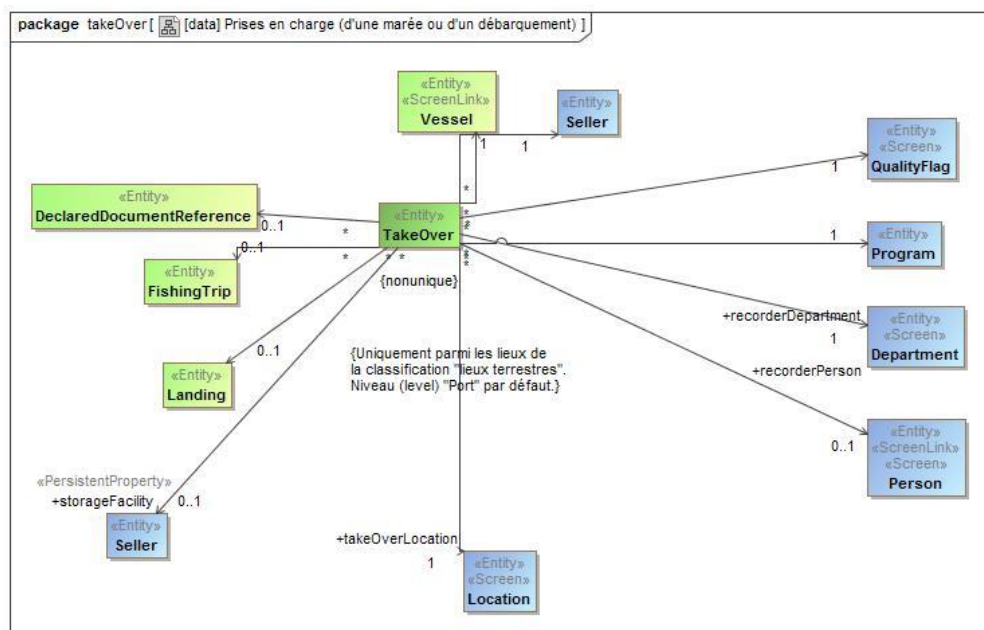 package takeOver [ [data] Prises en charge (d'une marée ou d'un débarquement) ]
«Entity»
«ScreenLink»
Vessel
«Entity»
Seller
1
1
«Entity»
«Screen»
QualityFlag
1
«Entity»
DeclaredDocumentReference
0..1
*
*
«Entity»
TakeOver
*
*
*
*
*
«Entity»
Program
1
0..1
«Entity»
FishingTrip
*
*
*
{nonunique}
+recorderDepartment
1
«Entity»
«Screen»
Department
{Uniquement parmi les lieux de
la classification "lieux terrestres".
Niveau (level) "Port" par défaut.}
0..1
«Entity»
Landing
+recorderPerson
0..1
«Entity»
«ScreenLink»
«Screen»
Person
«PersistentProperty»
+storageFacility
0..1
«Entity»
Seller
+takeOverLocation
1
«Entity»
«Screen»
Location